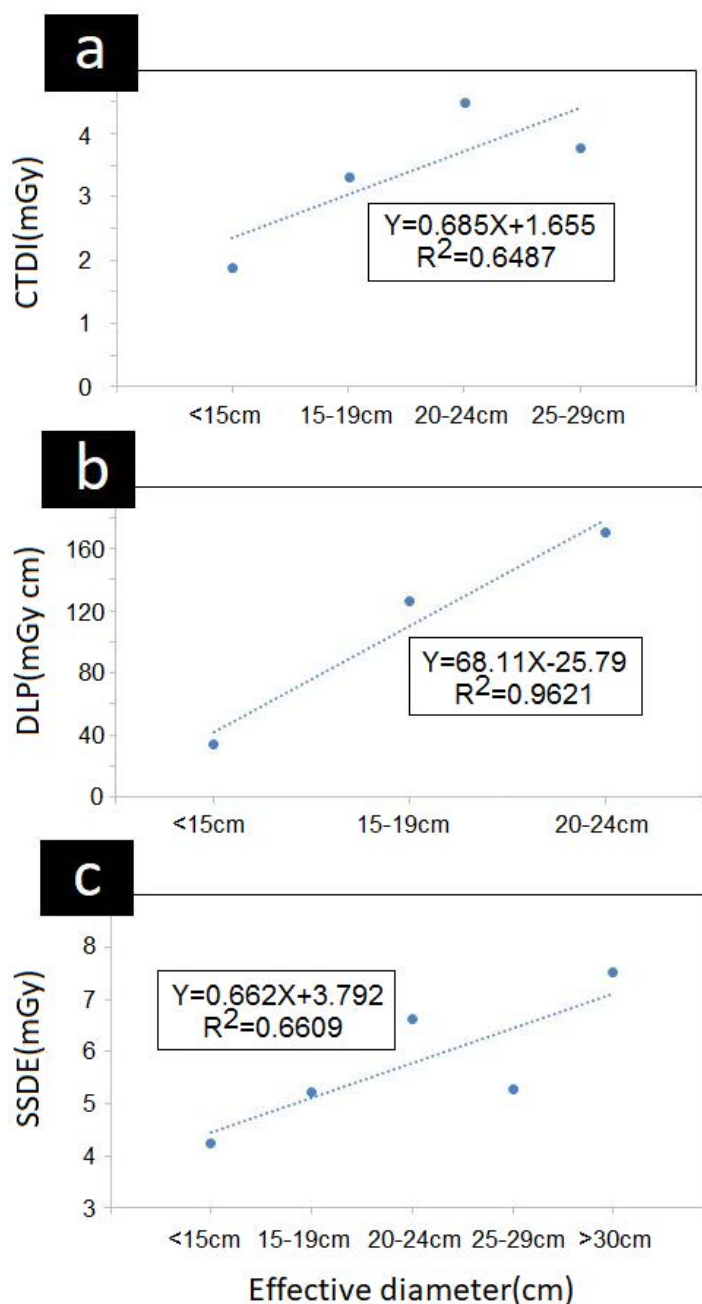 a
CTDI(mGy)
4
3
2
1
0
Y=0.685X+1.655
R²=0.6487
<15cm 15-19cm 20-24cm 25-29cm
b
DLP(mGy cm)
160
120
80
40
0
Y=68.11X-25.79
R²=0.9621
<15cm 15-19cm 20-24cm
c
SSDE(mGy)
8
7
6
5
4
3
Y=0.662X+3.792
R²=0.6609
<15cm 15-19cm 20-24cm 25-29cm >30cm
Effective diameter(cm)